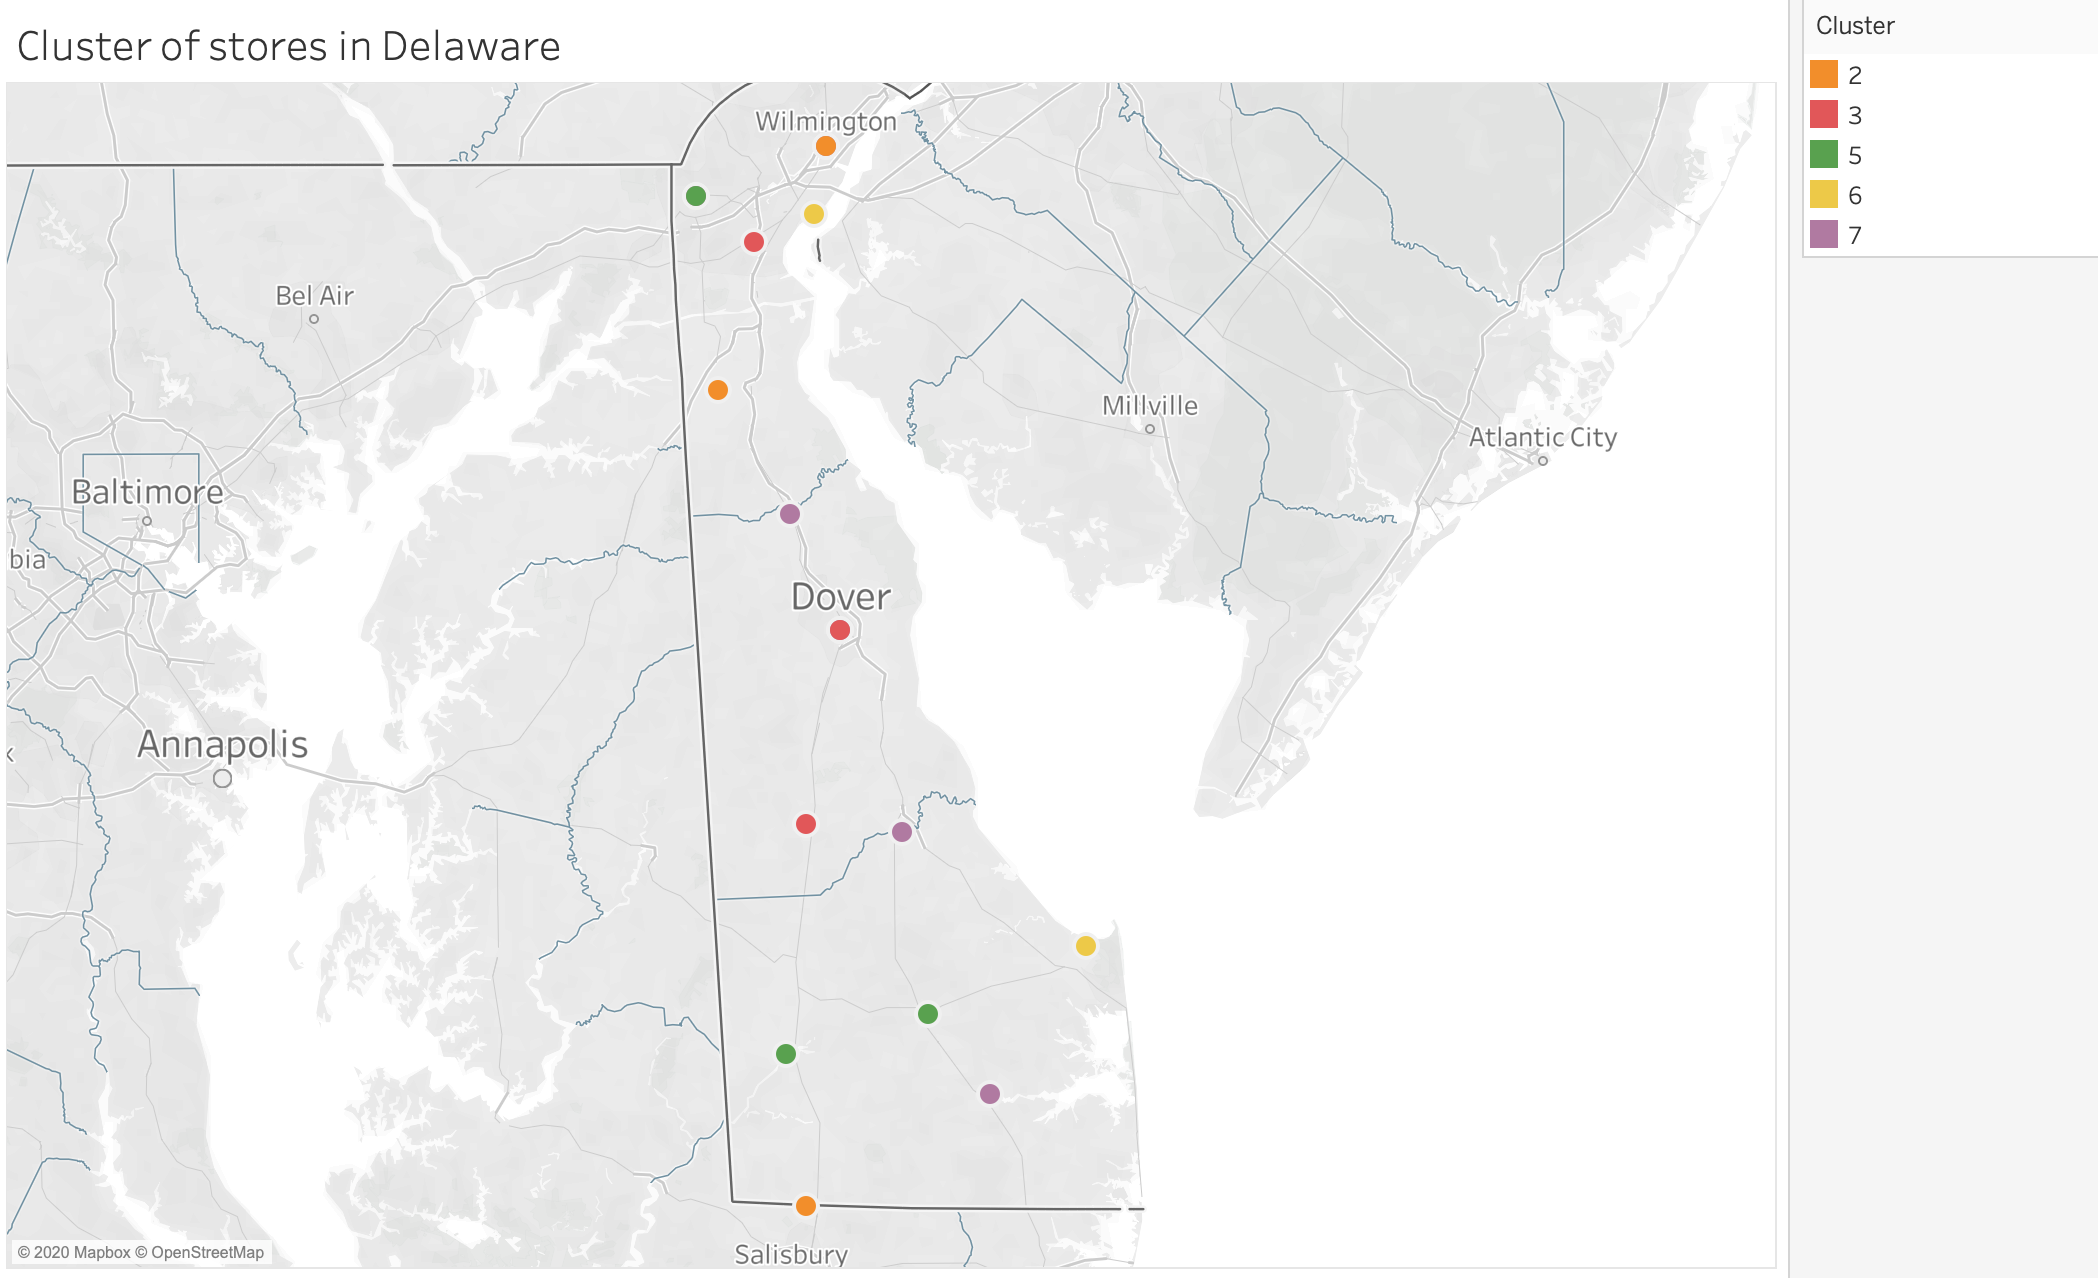 Cluster of stores in Delaware
Cluster
2
3
5
6
7
Wilmington
Bel Air
Millville
Atlantic City
Baltimore
bia
Dover
Annapolis
Salisbury
© 2020 Mapbox © OpenStreetMap